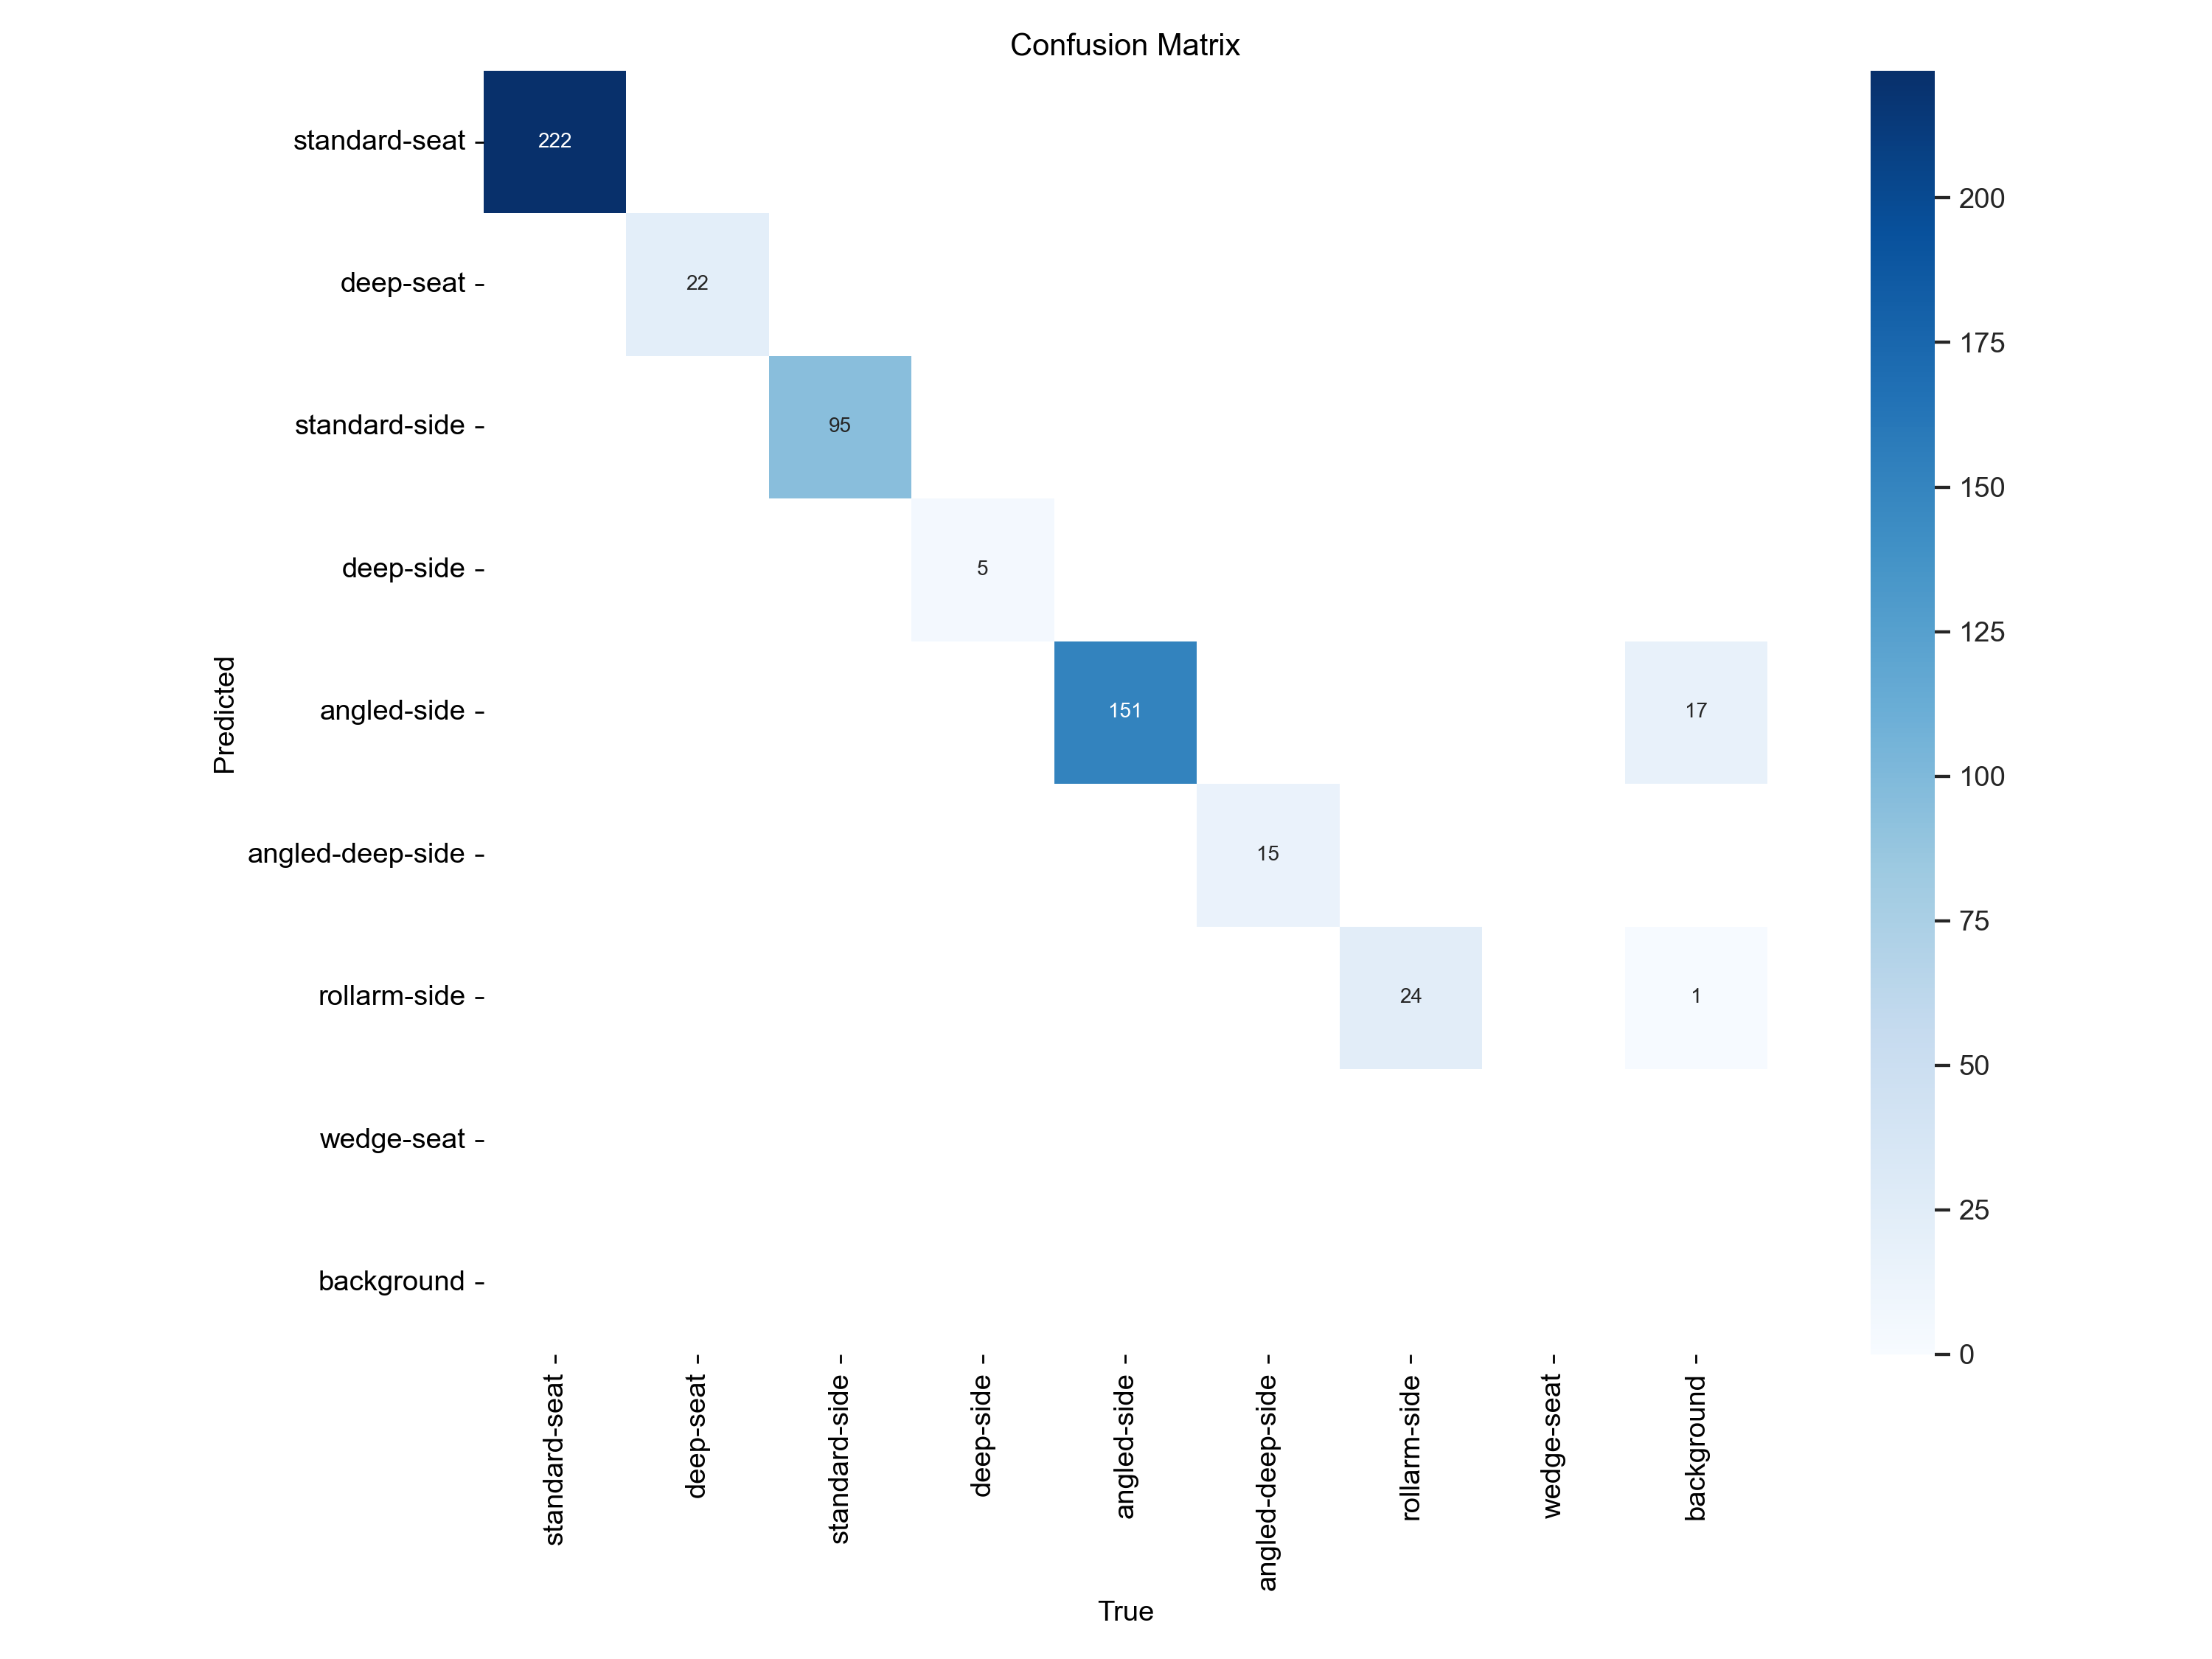 Confusion Matrix
standard-seat
222
200
deep-seat
22
175
standard-side
95
150
deep-side
5
125
Predicted
angled-side
151
17
100
angled-deep-side
15
75
rollarm-side
24
1
50
wedge-seat
25
background
0
standard-seat
deep-seat
standard-side
deep-side
angled-side
angled-deep-side
rollarm-side
wedge-seat
background
True